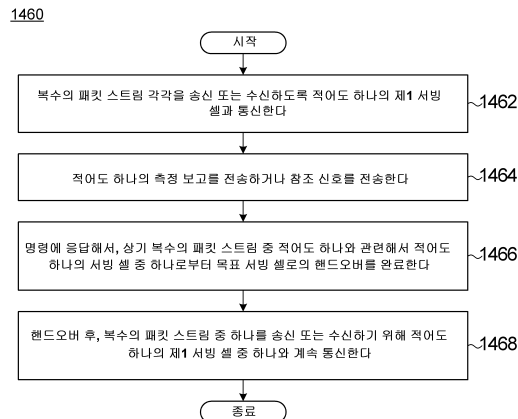 1460
시작
복수의 패킷 스트림 각각을 송신 또는 수신하도록 적어도 하나의 제1 서빙
셀과 통신한다
1462
적어도 하나의 측정 보고를 전송하거나 참조 신호를 전송한다
1464
명령에 응답해서, 상기 복수의 패킷 스트림 중 적어도 하나와 관련해서 적어도
하나의 서빙 셀 중 하나로부터 목표 서빙 셀로의 핸드오버를 완료한다
1466
핸드오버 후, 복수의 패킷 스트림 중 하나를 송신 또는 수신하기 위해 적어도
하나의 제1 서빙 셀 중 하나와 계속 통신한다
1468
종료